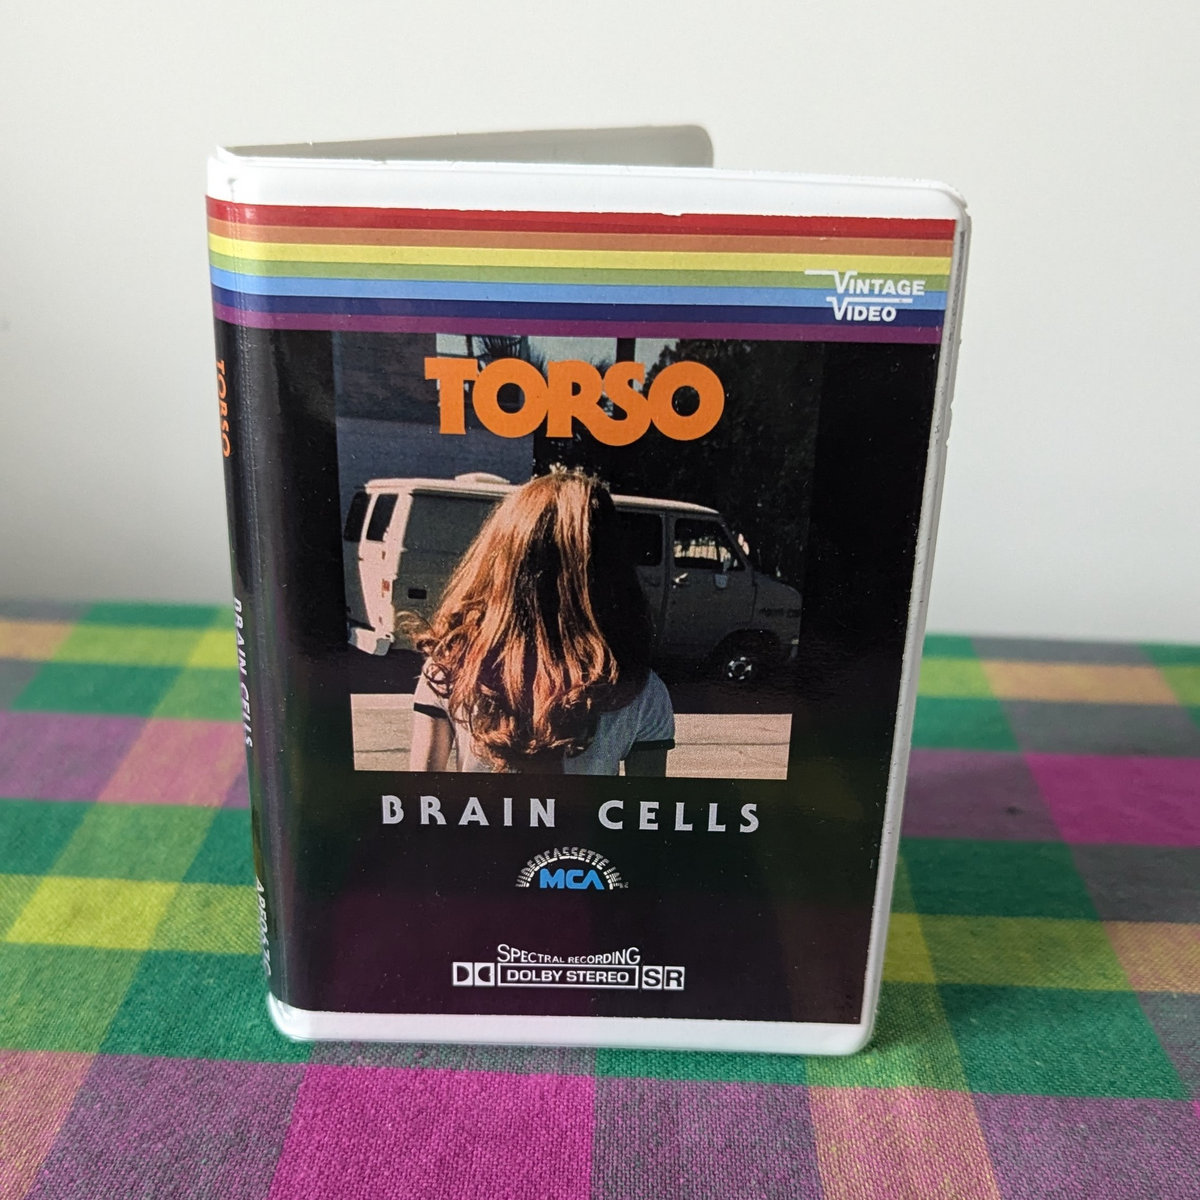 VINTAGE
VIDEO
TORSO
BRAIN CELLS
VIDEOCASSETTE
MCA
SPECTRAL RECORDING
DOLBY STEREO SR
TORSO
BRAIN CELLS